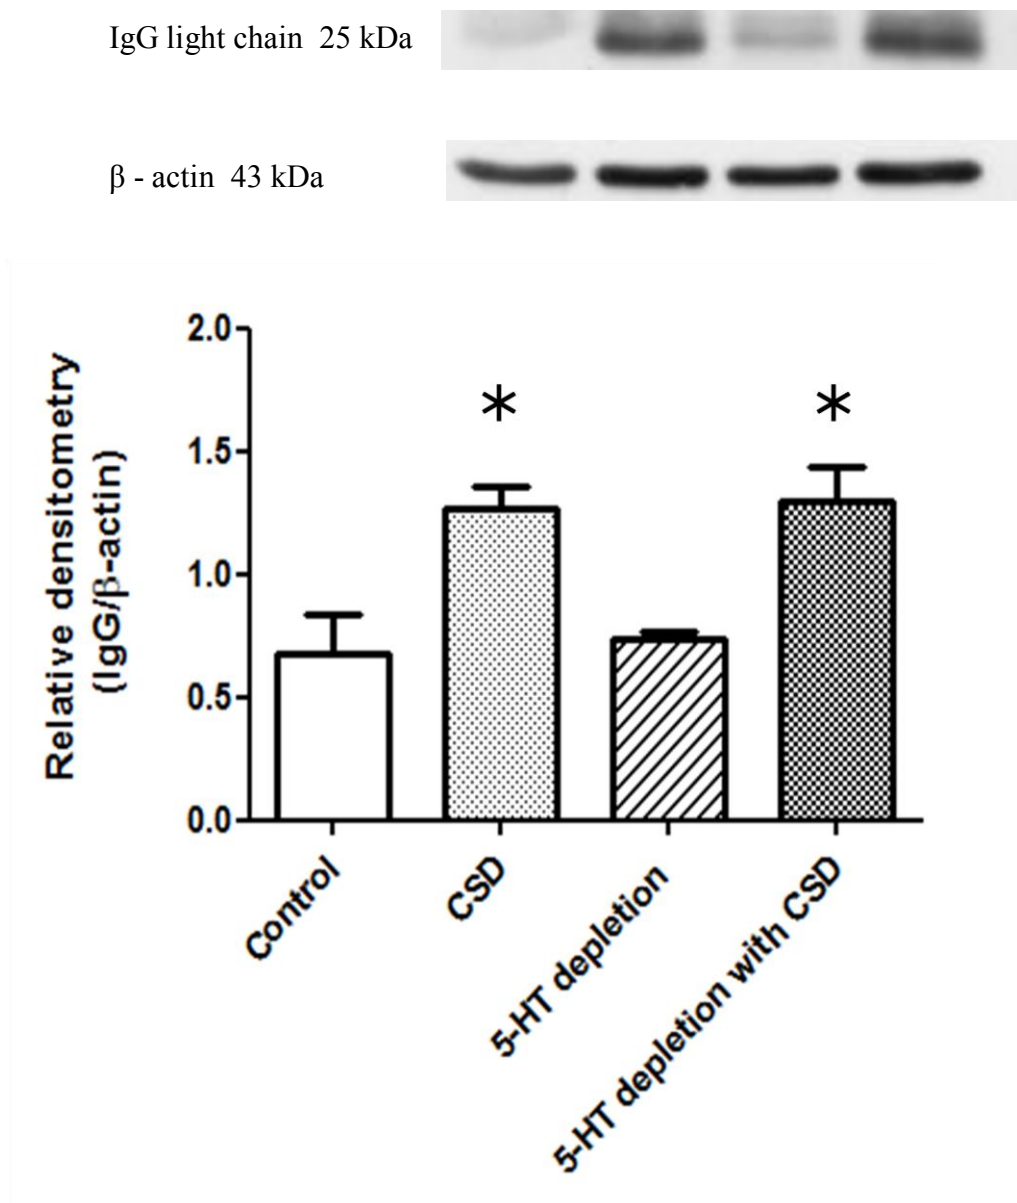 IgG light chain 25 kDa
β - actin 43 kDa
Relative densitometry
(IgG/β-actin)
2.0
1.5
1.0
0.5
0.0
*
*
Control
CSD
5-HT depletion
5-HT depletion with CSD